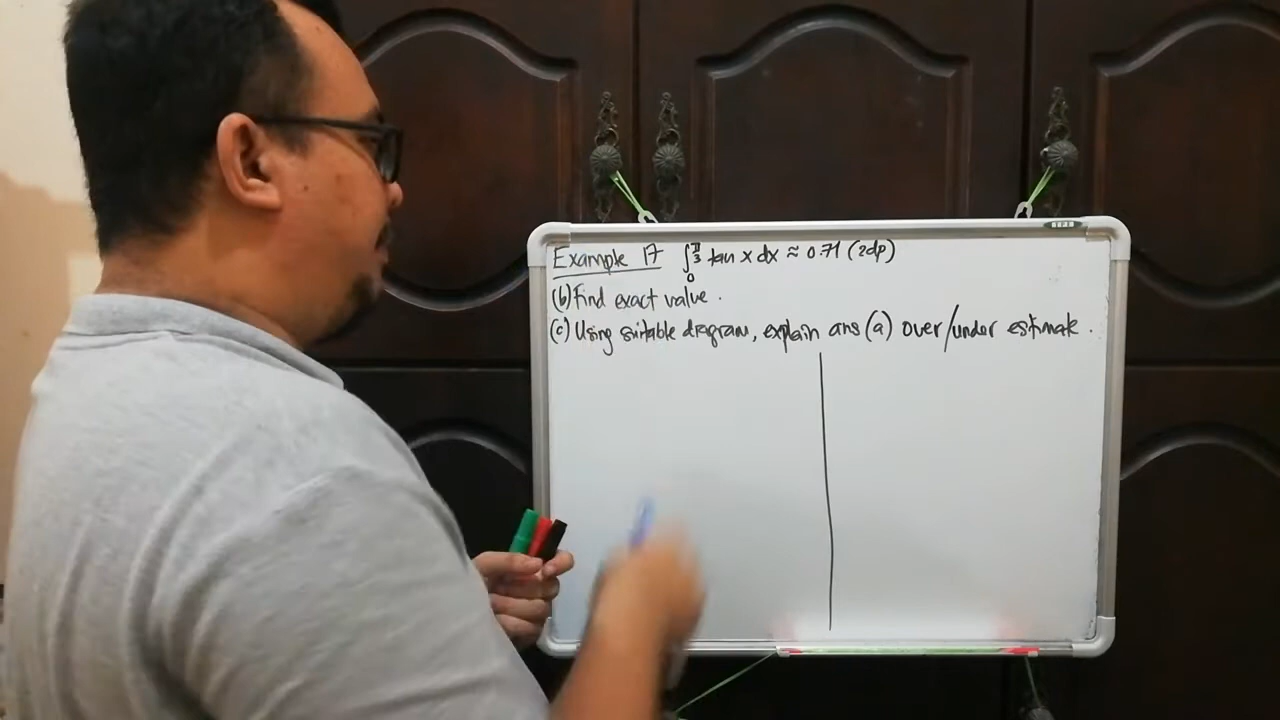 Example 17 ∫₀^(π/3) tan x dx ≈ 0.71 (2dp)
(b) Find exact value.
(c) Using suitable diagram, explain ans (a) over/under estimate.